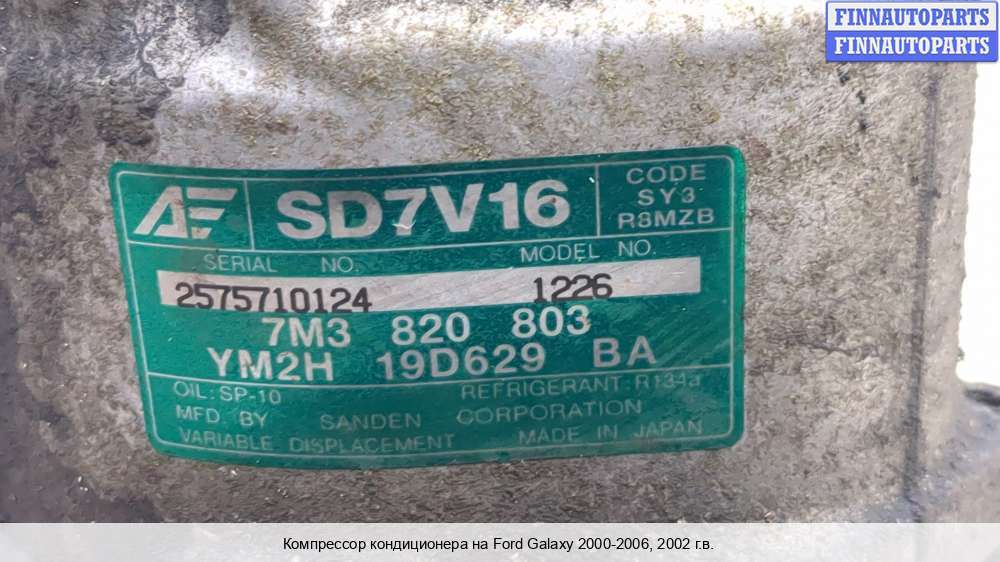 FINNAUTOPARTS
FINNAUTOPARTS
SD7V16
CODE
SY3
R8MZB
SERIAL NO.
MODEL NO.
2575710124 1226
7M3 820 803
YM2H 19D629 BA
OIL: SP-10
REFRIGERANT: R134a
MFD. BY SANDEN CORPORATION
VARIABLE DISPLACEMENT MADE IN JAPAN
Компрессор кондиционера на Ford Galaxy 2000-2006, 2002 г.в.